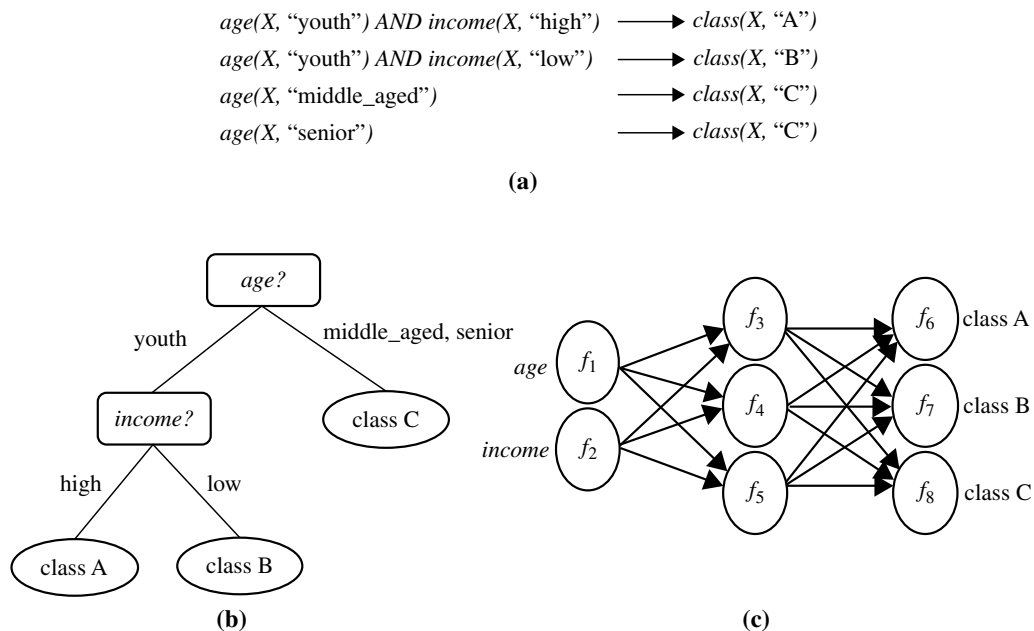 age(X, “youth”) AND income(X, “high”) class(X, “A”)
age(X, “youth”) AND income(X, “low”) class(X, “B”)
age(X, “middle_aged”) class(X, “C”)
age(X, “senior”) class(X, “C”)
(a)
age?
youth
middle_aged, senior
income?
class C
high
low
class A
class B
(b)
age
income
f1
f2
f3
f4
f5
f6
f7
f8
class A
class B
class C
(c)